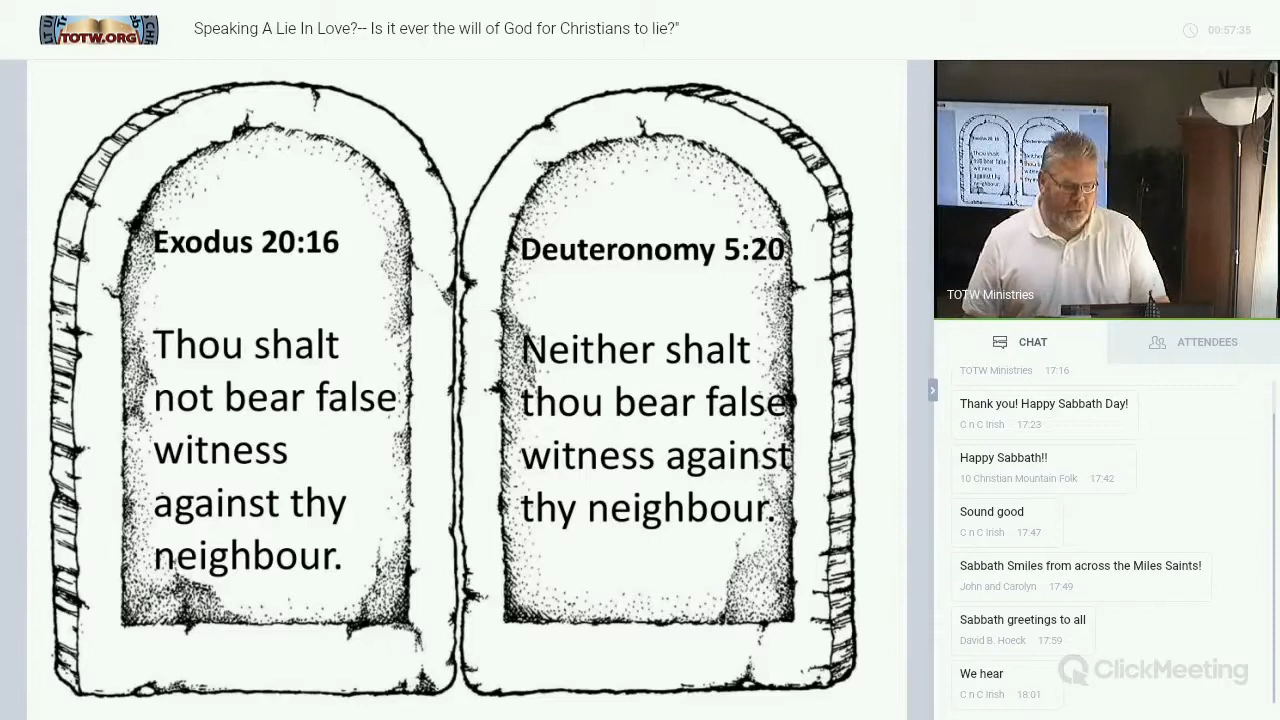 TOTW.ORG
Speaking A Lie In Love?-- Is it ever the will of God for Christians to lie?"
00:57:35
Exodus 20:16
Thou shalt
not bear false
witness
against thy
neighbour.
Deuteronomy 5:20
Neither shalt
thou bear false
witness against
thy neighbour.
TOTW Ministries
CHAT
ATTENDEES
TOTW Ministries 17:16
Thank you! Happy Sabbath Day!
C n C Irish 17:23
Happy Sabbath!!
10 Christian Mountain Folk 17:42
Sound good
C n C Irish 17:47
Sabbath Smiles from across the Miles Saints!
John and Carolyn 17:49
Sabbath greetings to all
David B. Hoeck 17:59
We hear
C n C Irish 18:01
ClickMeeting